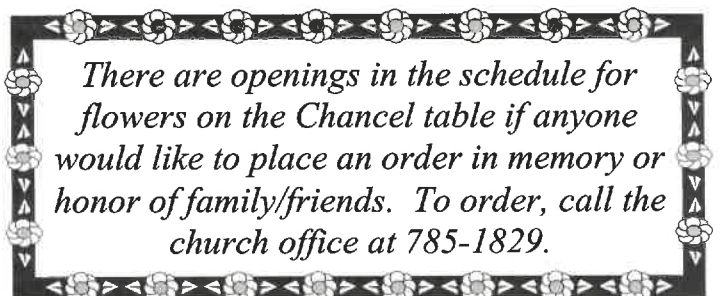 There are openings in the schedule for
flowers on the Chancel table if anyone
would like to place an order in memory or
honor of family/friends.  To order, call the
church office at 785-1829.